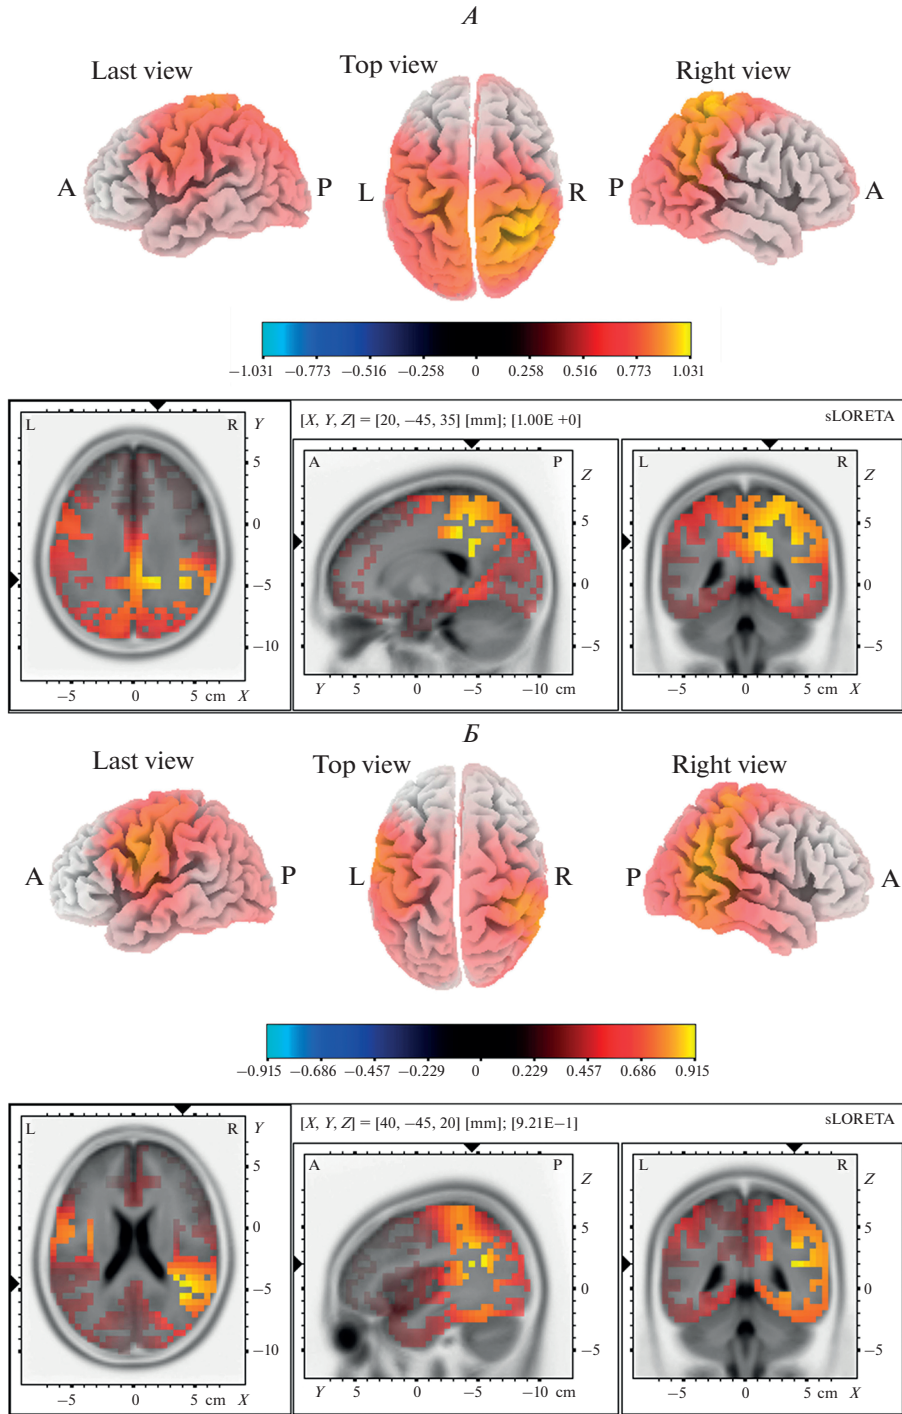 А
Last view
Top view
Right view
A
P
L
R
P
A
−1.031 −0.773 −0.516 −0.258 0 0.258 0.516 0.773 1.031
[X, Y, Z] = [20, −45, 35] [mm]; [1.00E +0]
sLORETA
L R Y
5
0
−5
−10
−5 0 5 cm X
A P Z
5
0
−5
Y 5 0 −5 −10 cm
L R Z
5
0
−5
−5 0 5 cm X
Б
Last view
Top view
Right view
A
P
L
R
P
A
−0.915 −0.686 −0.457 −0.229 0 0.229 0.457 0.686 0.915
[X, Y, Z] = [40, −45, 20] [mm]; [9.21E−1]
sLORETA
L R Y
5
0
−5
−10
−5 0 5 cm X
A P Z
5
0
−5
Y 5 0 −5 −10 cm
L R Z
5
0
−5
−5 0 5 cm X